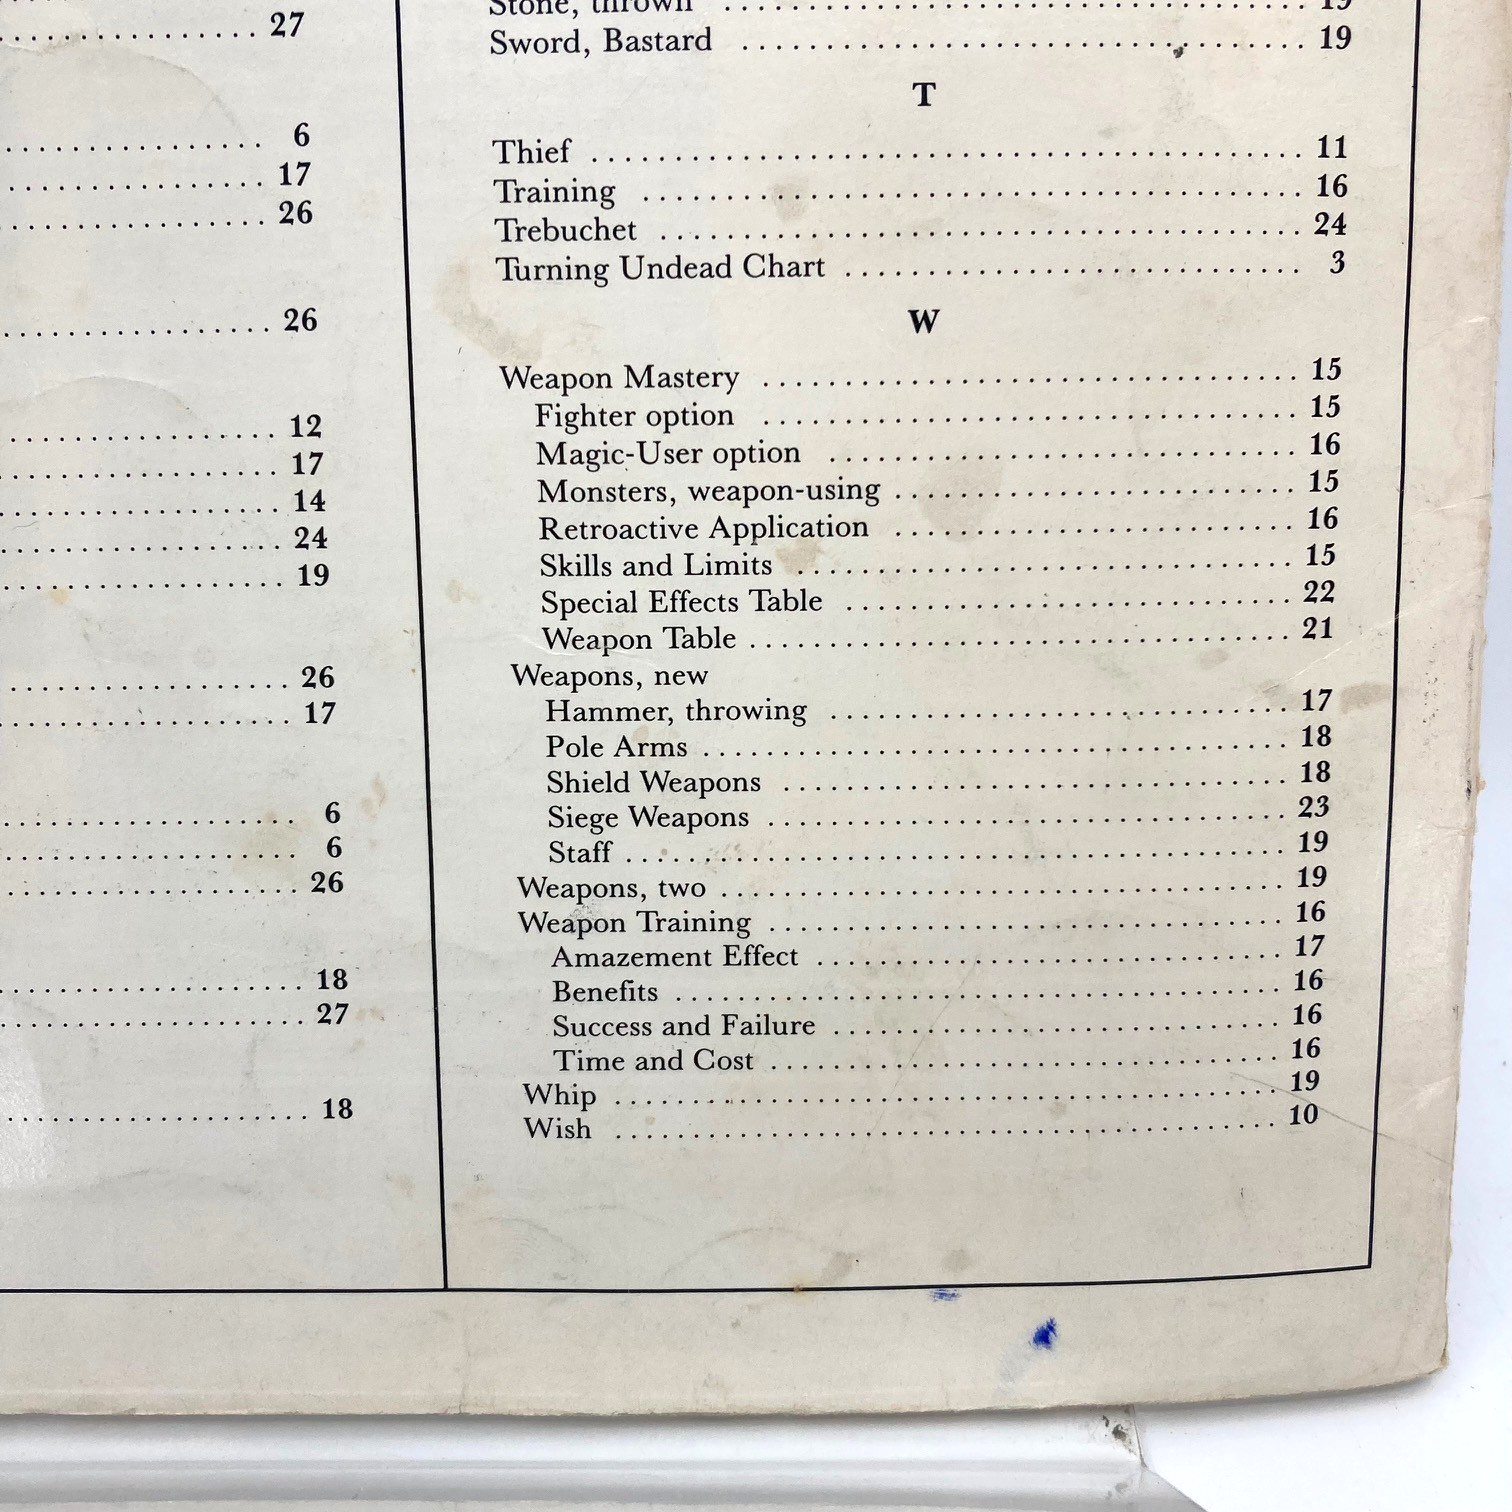 27
6
17
26
26
12
17
14
24
19
26
17
6
6
26
18
27
18
Stone, thrown ........ 19
Sword, Bastard ........ 19
T
Thief ........ 11
Training ........ 16
Trebuchet ........ 24
Turning Undead Chart ........ 3
W
Weapon Mastery ........ 15
Fighter option ........ 15
Magic-User option ........ 16
Monsters, weapon-using ........ 15
Retroactive Application ........ 16
Skills and Limits ........ 15
Special Effects Table ........ 22
Weapon Table ........ 21
Weapons, new
Hammer, throwing ........ 17
Pole Arms ........ 18
Shield Weapons ........ 18
Siege Weapons ........ 23
Staff ........ 19
Weapons, two ........ 19
Weapon Training ........ 16
Amazement Effect ........ 17
Benefits ........ 16
Success and Failure ........ 16
Time and Cost ........ 16
Whip ........ 19
Wish ........ 10